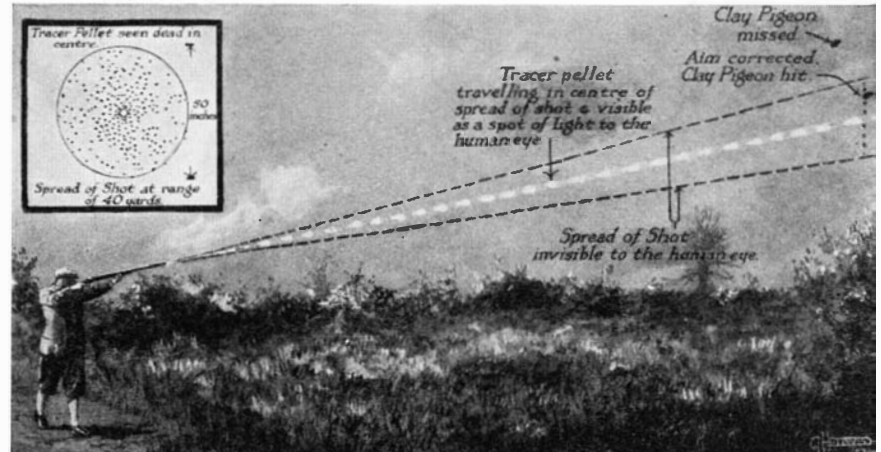 Tracer Pellet seen dead in
centre.
50
inches
Spread of Shot at range
of 40 yards.
Tracer pellet
travelling in centre of
spread of shot & visible
as a spot of light to the
human eye
Clay Pigeon
missed.
Aim corrected.
Clay Pigeon hit.
Spread of Shot
invisible to the human eye.